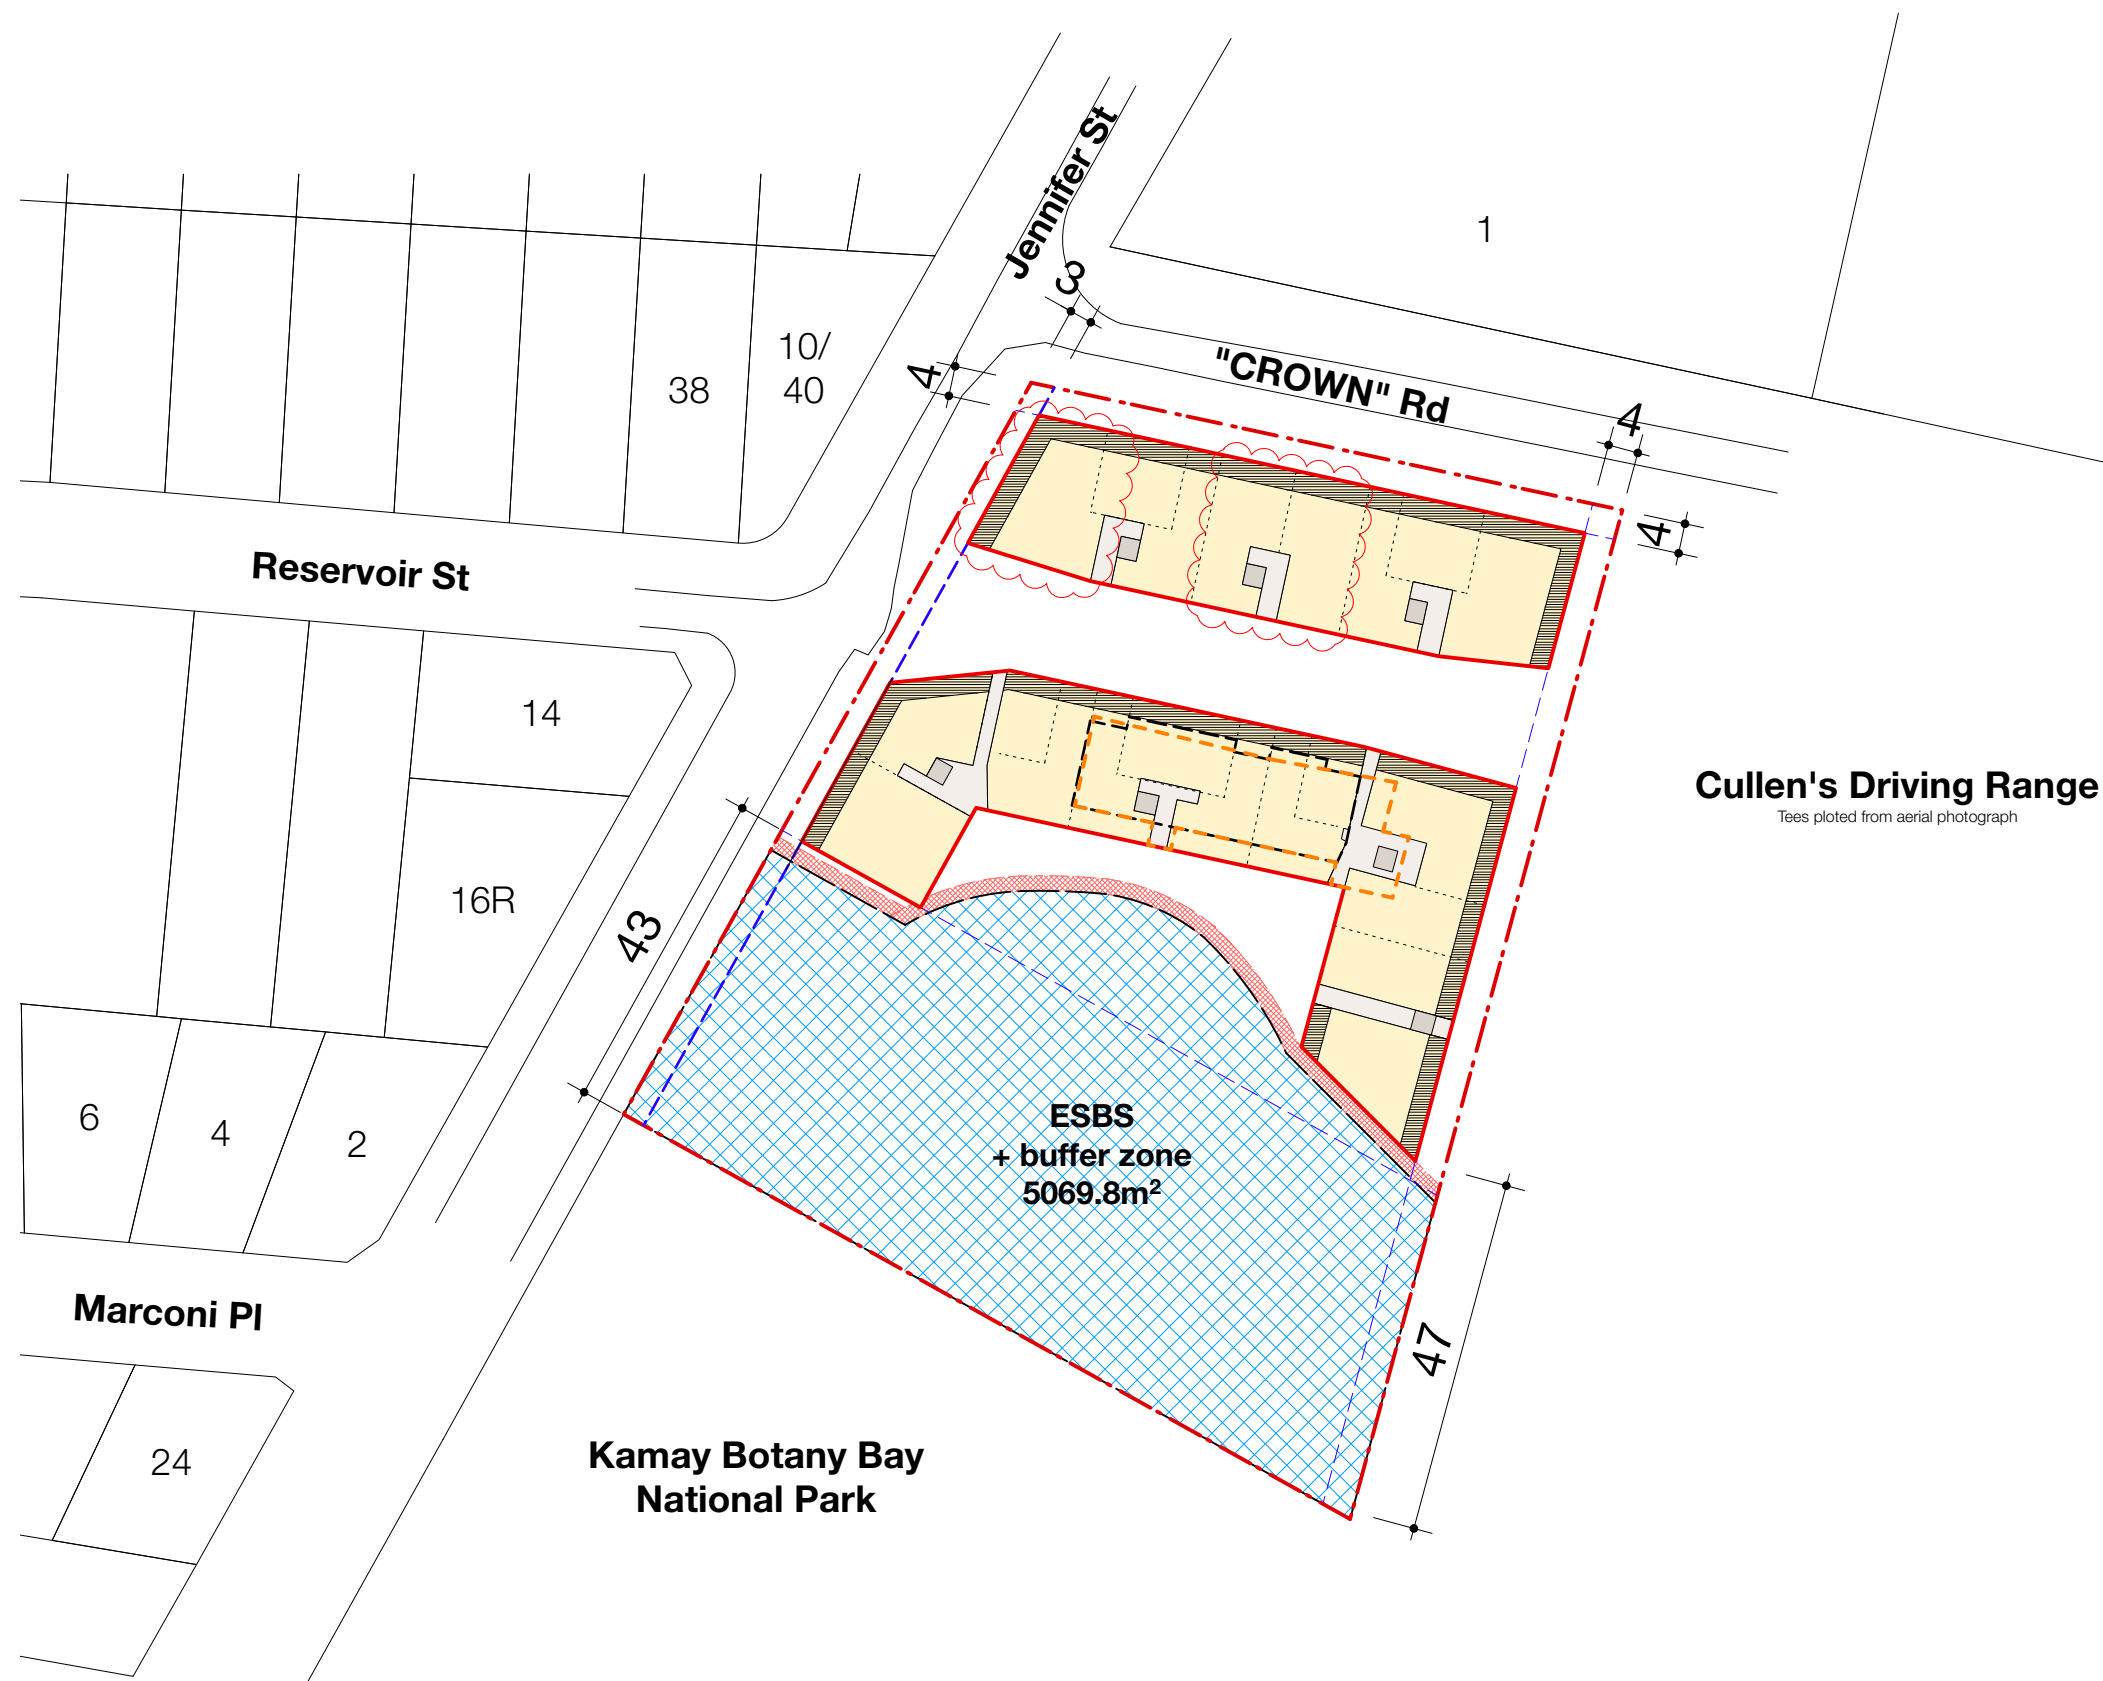 Jennifer St
1
3
10/
40
38
4
"CROWN" Rd
4
4
Reservoir St
14
Cullen's Driving Range
Tees ploted from aerial photograph
16R
43
6
4
2
ESBS
+ buffer zone
5069.8m²
Marconi Pl
47
24
Kamay Botany Bay
National Park